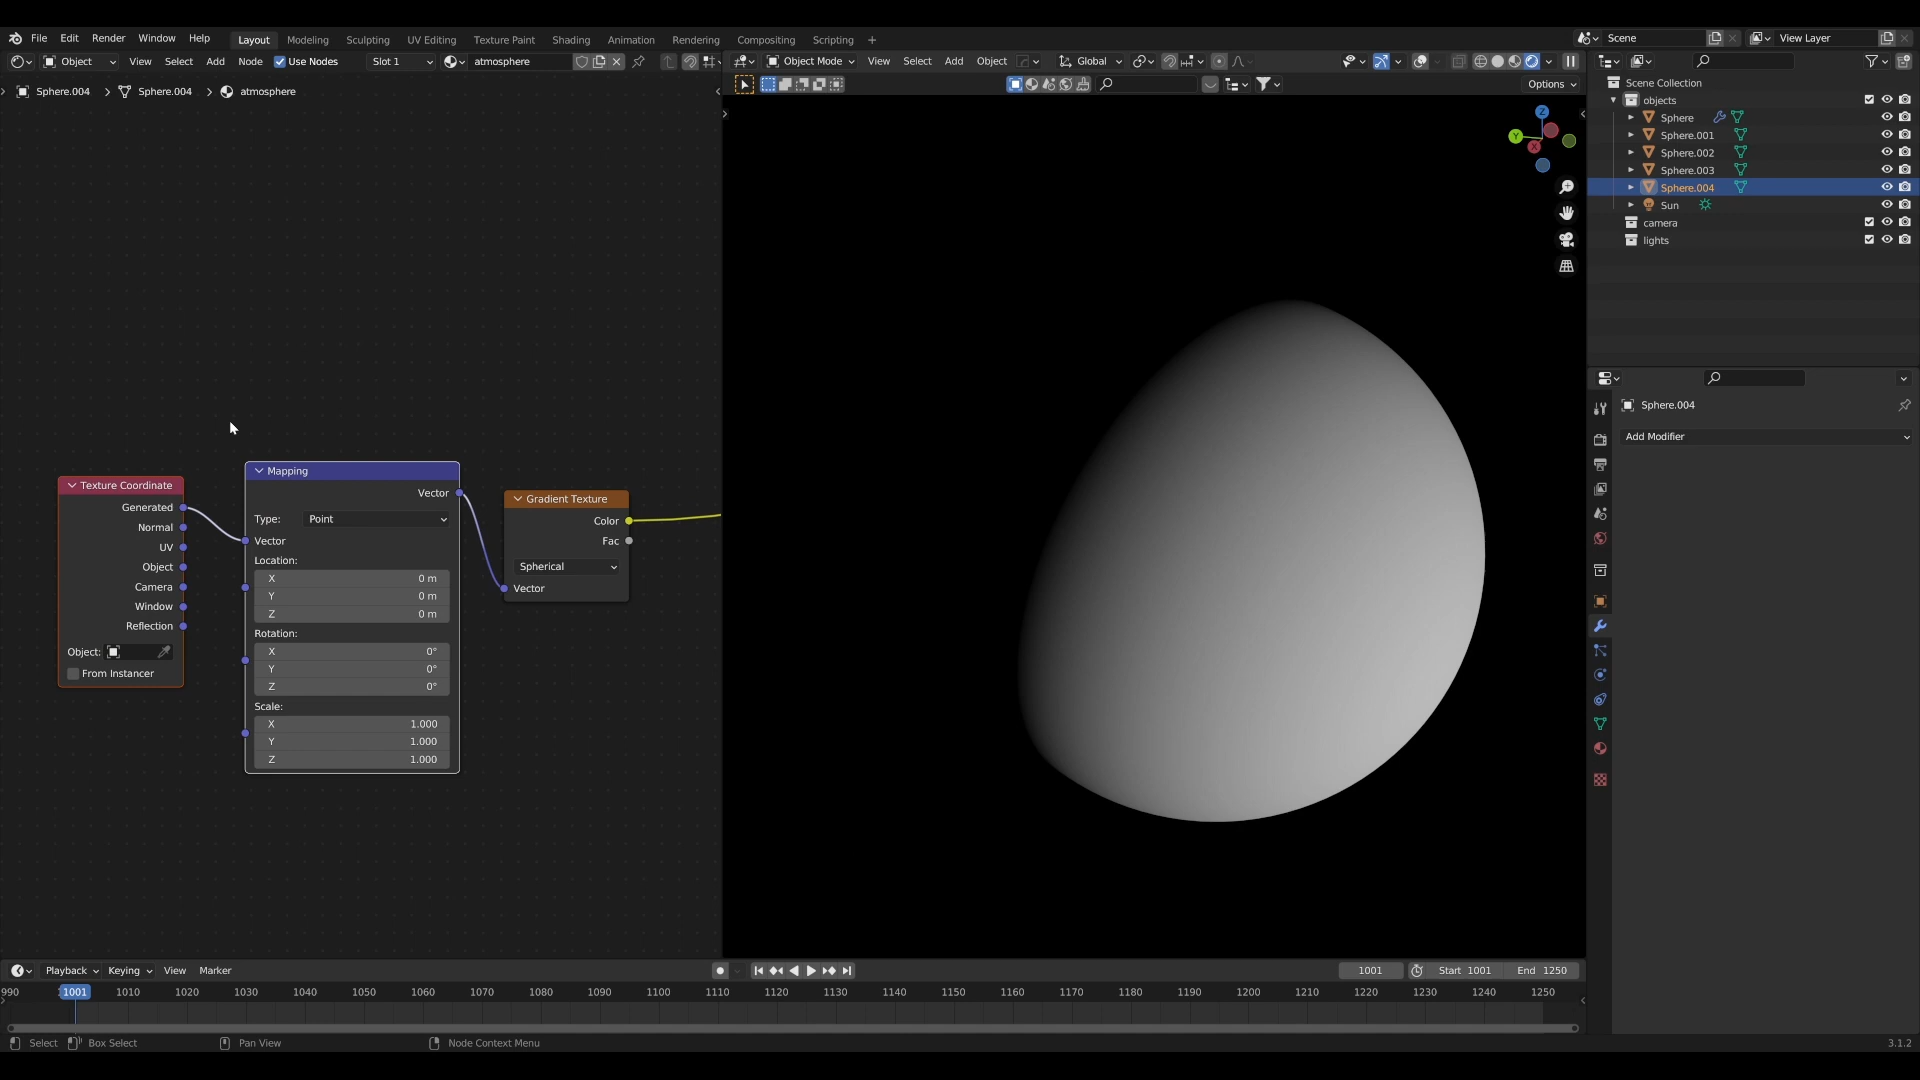 File Edit Render Window Help Layout Modeling Sculpting UV Editing Texture Paint Shading Animation Rendering Compositing Scripting + Scene View Layer
Object View Select Add Node Use Nodes Slot 1 atmosphere Object Mode View Select Add Object Global
Options
Sphere.004 > Sphere.004 > atmosphere
Scene Collection
objects
Sphere
Sphere.001
Sphere.002
Sphere.003
Sphere.004
Sun
camera
lights
Z
Y
X
Sphere.004
Add Modifier
Texture Coordinate
Generated
Normal
UV
Object
Camera
Window
Reflection
Object:
From Instancer
Mapping
Vector
Type: Point
Vector
Location:
X 0 m
Y 0 m
Z 0 m
Rotation:
X 0°
Y 0°
Z 0°
Scale:
X 1.000
Y 1.000
Z 1.000
Gradient Texture
Color
Fac
Spherical
Vector
Playback Keying View Marker 1001 Start 1001 End 1250
990 1001 1010 1020 1030 1040 1050 1060 1070 1080 1090 1100 1110 1120 1130 1140 1150 1160 1170 1180 1190 1200 1210 1220 1230 1240 1250
Select Box Select Pan View Node Context Menu 3.1.2